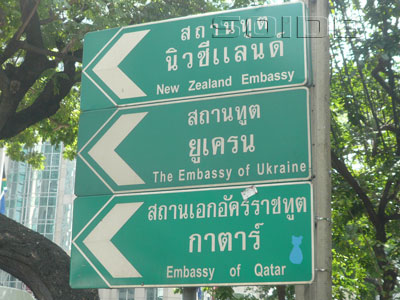 สถานทูต
นิวซีแลนด์
New Zealand Embassy
สถานทูต
ยูเครน
The Embassy of Ukraine
สถานเอกอัครราชทูต
กาตาร์
Embassy of Qatar